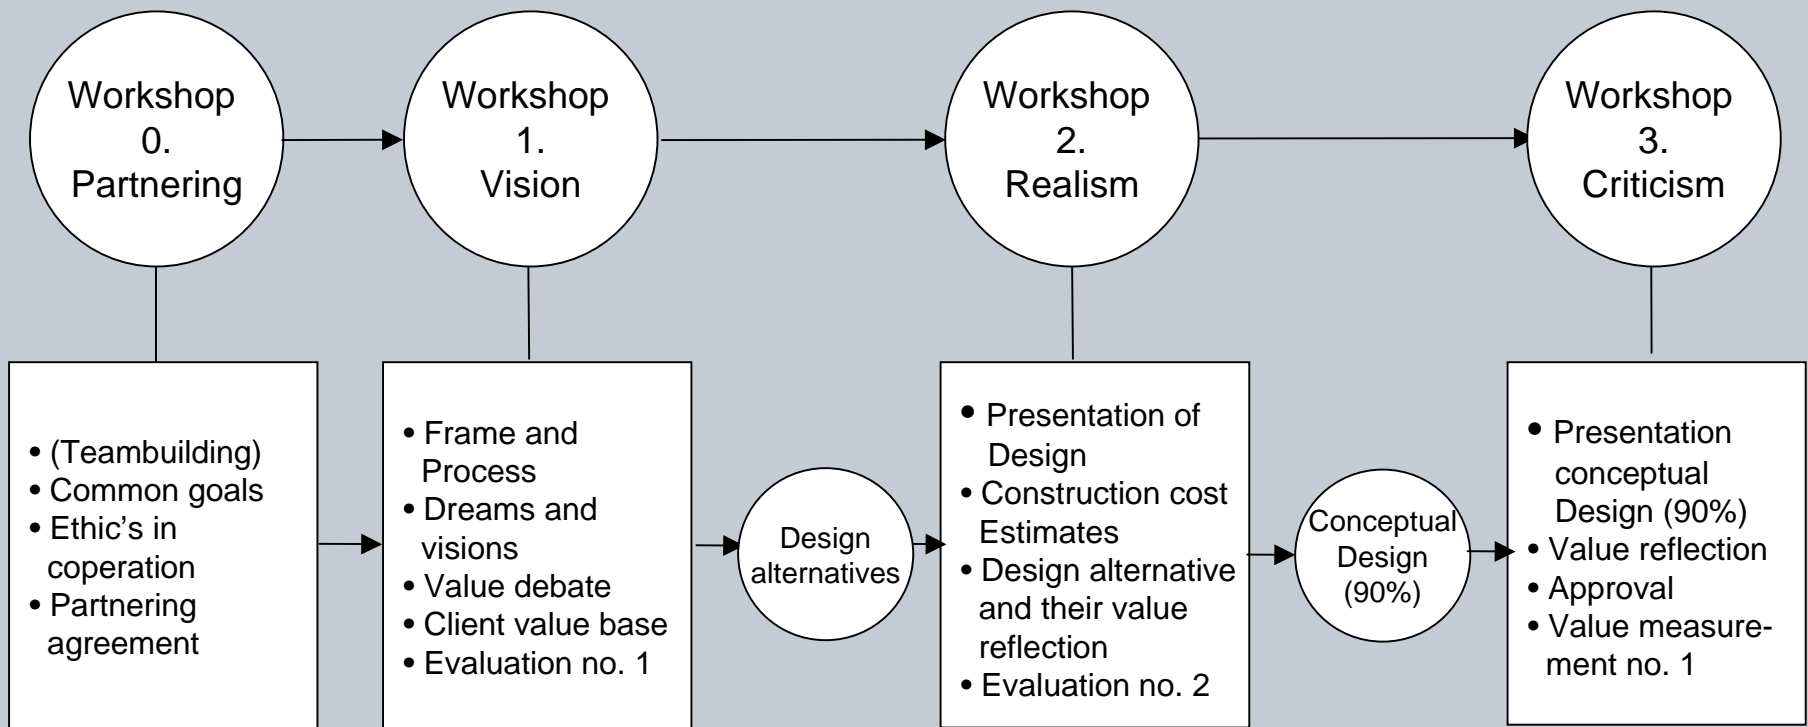 Workshop
0.
Partnering
Workshop
1.
Vision
Workshop
2.
Realism
Workshop
3.
Criticism
• (Teambuilding)
• Common goals
• Ethic's in
coperation
• Partnering
agreement
• Frame and
Process
• Dreams and
visions
• Value debate
• Client value base
• Evaluation no. 1
Design
alternatives
• Presentation of
Design
• Construction cost
Estimates
• Design alternative
and their value
reflection
• Evaluation no. 2
Conceptual
Design
(90%)
• Presentation
conceptual
Design (90%)
• Value reflection
• Approval
• Value measure-
ment no. 1